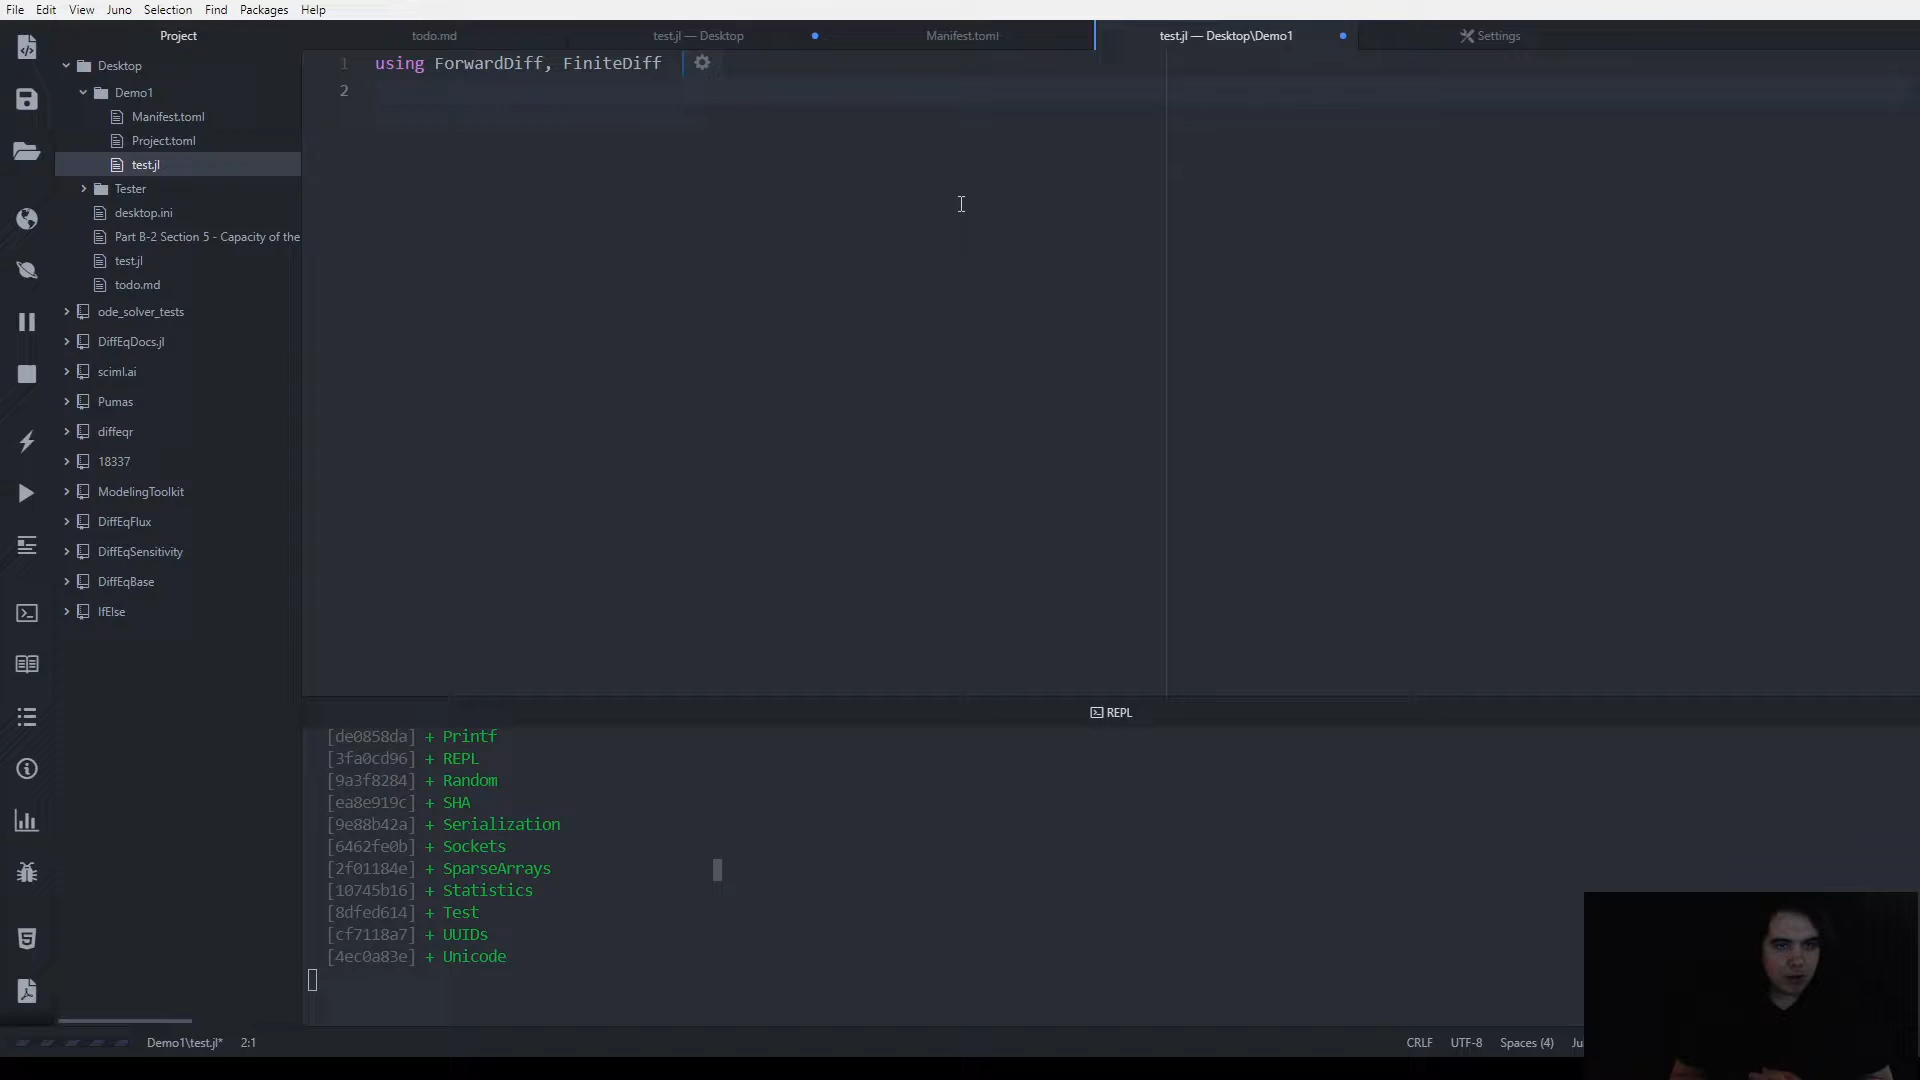 File Edit View Juno Selection Find Packages Help
Project
todo.md
test.jl — Desktop
Manifest.toml
test.jl — Desktop\Demo1
Settings
Desktop
Demo1
Manifest.toml
Project.toml
test.jl
Tester
desktop.ini
Part B-2 Section 5 - Capacity of the
test.jl
todo.md
ode_solver_tests
DiffEqDocs.jl
sciml.ai
Pumas
diffeqr
18337
ModelingToolkit
DiffEqFlux
DiffEqSensitivity
DiffEqBase
IfElse
1 using ForwardDiff, FiniteDiff
2
REPL
[de0858da] + Printf
[3fa0cd96] + REPL
[9a3f8284] + Random
[ea8e919c] + SHA
[9e88b42a] + Serialization
[6462fe0b] + Sockets
[2f01184e] + SparseArrays
[10745b16] + Statistics
[8dfed614] + Test
[cf7118a7] + UUIDs
[4ec0a83e] + Unicode
Demo1\test.jl* 2:1
CRLF UTF-8 Spaces (4) Ju